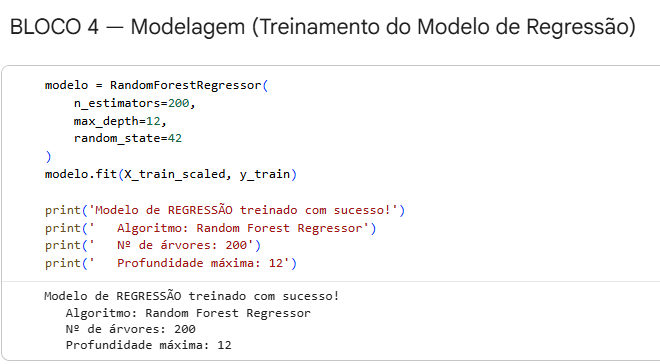 BLOCO 4 — Modelagem (Treinamento do Modelo de Regressão)
modelo = RandomForestRegressor(
    n_estimators=200,
    max_depth=12,
    random_state=42
)
modelo.fit(X_train_scaled, y_train)

print('Modelo de REGRESSÃO treinado com sucesso!')
print('   Algoritmo: Random Forest Regressor')
print('   Nº de árvores: 200')
print('   Profundidade máxima: 12')
Modelo de REGRESSÃO treinado com sucesso!
   Algoritmo: Random Forest Regressor
   Nº de árvores: 200
   Profundidade máxima: 12